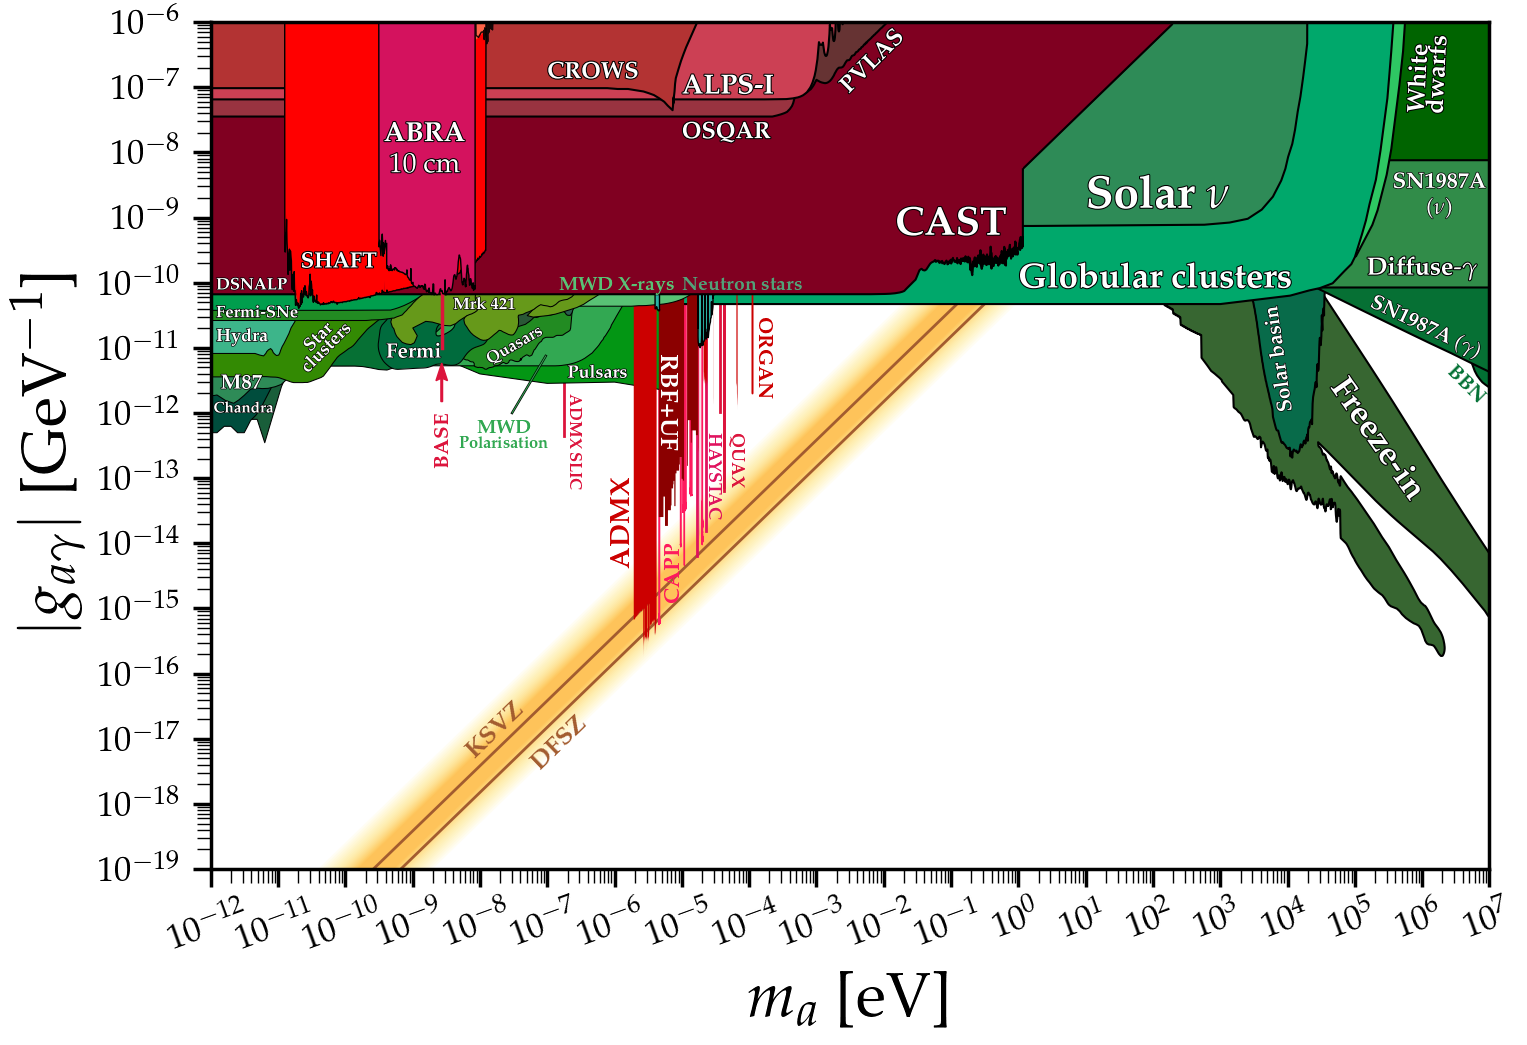 10⁻⁶
10⁻⁷
10⁻⁸
10⁻⁹
10⁻¹⁰
10⁻¹¹
10⁻¹²
10⁻¹³
10⁻¹⁴
10⁻¹⁵
10⁻¹⁶
10⁻¹⁷
10⁻¹⁸
10⁻¹⁹
|gₐᵧ| [GeV⁻¹]
CROWS
ALPS-I
PVLAS
OSQAR
ABRA
10 cm
SHAFT
CAST
Solar ν
Globular clusters
White
dwarfs
SN1987A
(ν)
Diffuse-γ
SN1987A (γ)
BBN
DSNALP
Fermi-SNe
Hydra
Star
clusters
M87
Chandra
Mrk 421
Fermi
Quasars
Pulsars
MWD X-rays
Neutron stars
BASE
MWD
Polarisation
ADMX SLIC
ADMX
RBF+UF
CAPP
HAYSTAC
QUAX
ORGAN
Solar basin
Freeze-in
KSVZ
DFSZ
10⁻¹²
10⁻¹¹
10⁻¹⁰
10⁻⁹
10⁻⁸
10⁻⁷
10⁻⁶
10⁻⁵
10⁻⁴
10⁻³
10⁻²
10⁻¹
10⁰
10¹
10²
10³
10⁴
10⁵
10⁶
10⁷
mₐ [eV]